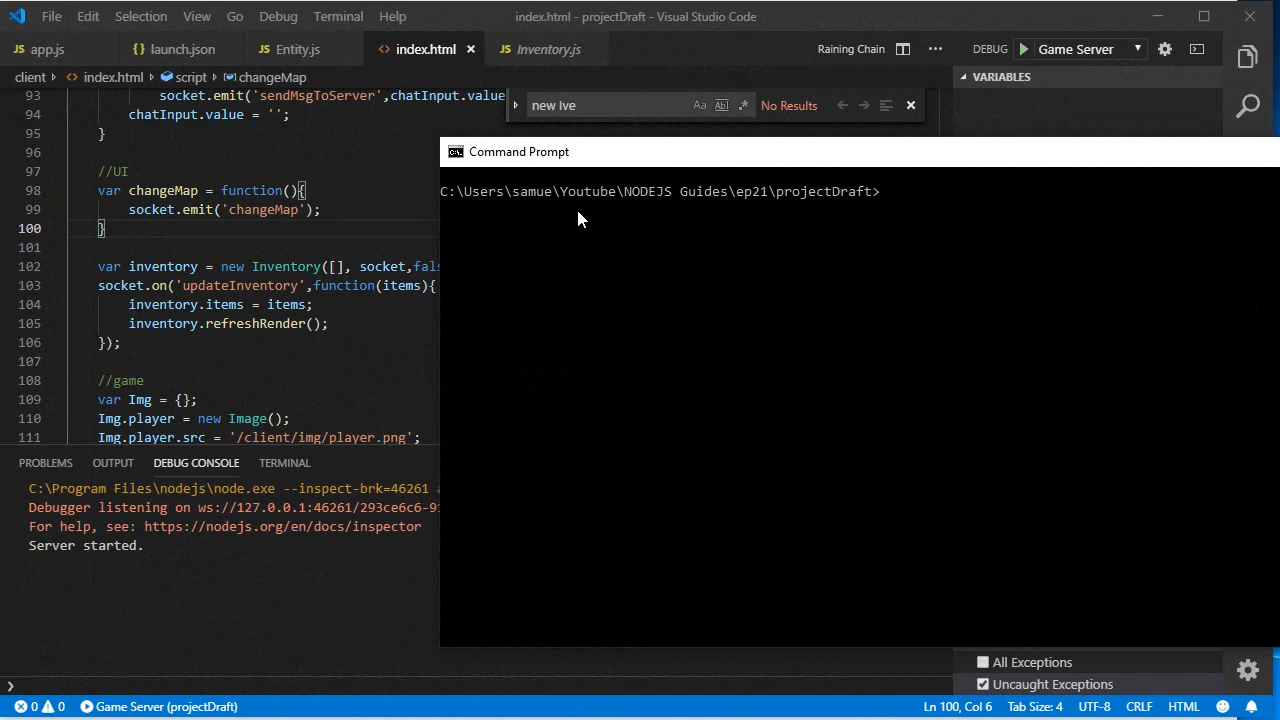 File Edit Selection View Go Debug Terminal Help index.html - projectDraft - Visual Studio Code
app.js launch.json Entity.js index.html Inventory.js Raining Chain DEBUG Game Server
client index.html script changeMap VARIABLES
93 socket.emit('sendMsgToServer',chatInput.value
new Ive Aa Abl .* No Results
94 chatInput.value = '';
95 }
96
97 //UI
98 var changeMap = function(){
99 socket.emit('changeMap');
100 }
101
102 var inventory = new Inventory([], socket,fals
103 socket.on('updateInventory',function(items){
104 inventory.items = items;
105 inventory.refreshRender();
106 });
107
108 //game
109 var Img = {};
110 Img.player = new Image();
111 Img.player.src = '/client/img/player.png';
Command Prompt
C:\Users\samue\Youtube\NODEJS Guides\ep21\projectDraft>
PROBLEMS OUTPUT DEBUG CONSOLE TERMINAL
C:\Program Files\nodejs\node.exe --inspect-brk=46261
Debugger listening on ws://127.0.0.1:46261/293ce6c6-9
For help, see: https://nodejs.org/en/docs/inspector
Server started.
All Exceptions
Uncaught Exceptions
0 0 Game Server (projectDraft) Ln 100, Col 6 Tab Size: 4 UTF-8 CRLF HTML